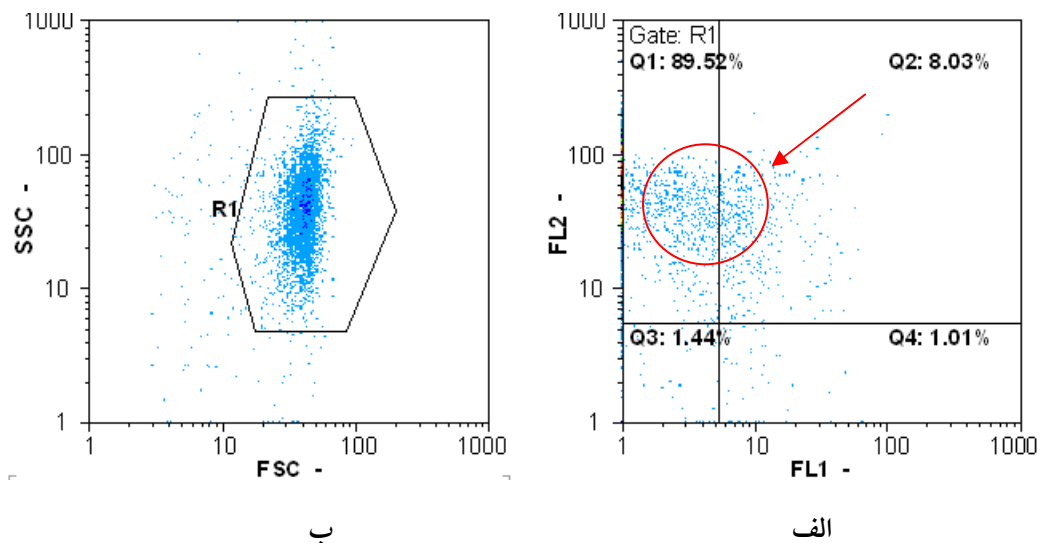 1000
100
10
1
SSC -
R1
1 10 100 1000
FSC -
ب
1000
100
10
1
FL2 -
Gate: R1
Q1: 89.52% Q2: 8.03%
Q3: 1.44% Q4: 1.01%
1 10 100 1000
FL1 -
الف